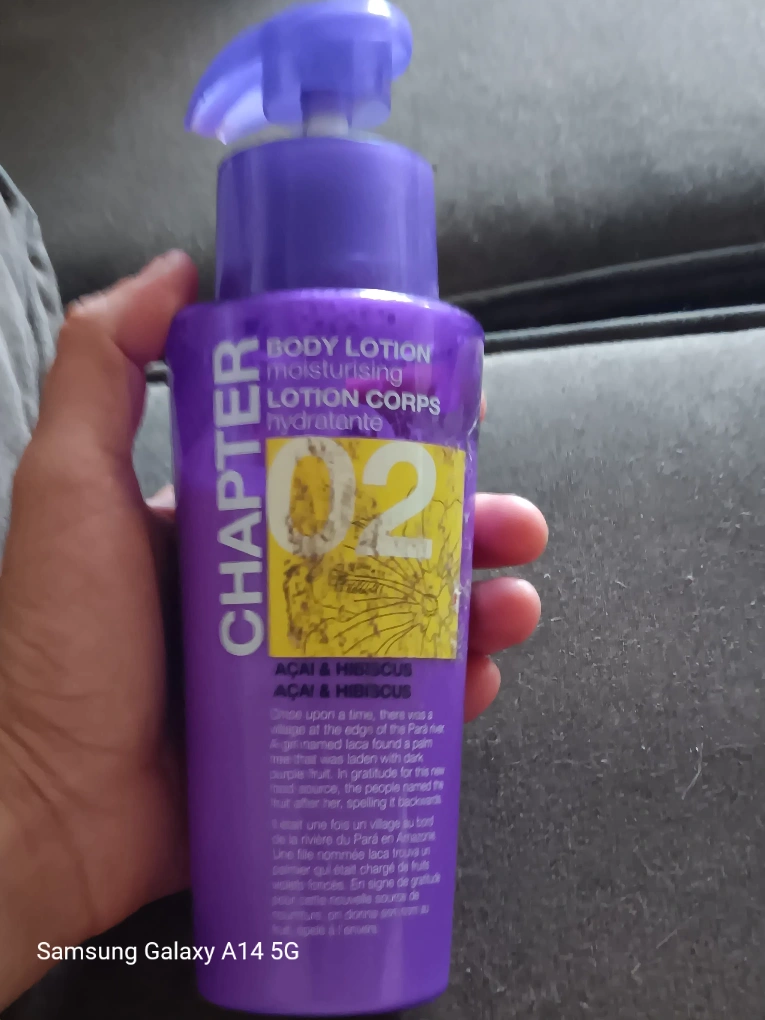 CHAPTER
BODY LOTION
moisturising
LOTION CORPS
hydratante
02
AÇAI & HIBISCUS
AÇAI & HIBISCUS
Once upon a time, there was a
village at the edge of the Pará river.
A girl named Iaca found a palm
tree that was laden with dark
purple fruit. In gratitude for this new
food source, the people named the
fruit after her, spelling it backwards.
Il était une fois un village au bord
de la rivière du Pará en Amazonie.
Une fille nommée Iaca trouva un
palmier qui était chargé de fruits
violets foncés. En signe de gratitude
pour cette nouvelle source de
nourriture, on donna son nom au
fruit, épelé à l'envers.
Samsung Galaxy A14 5G